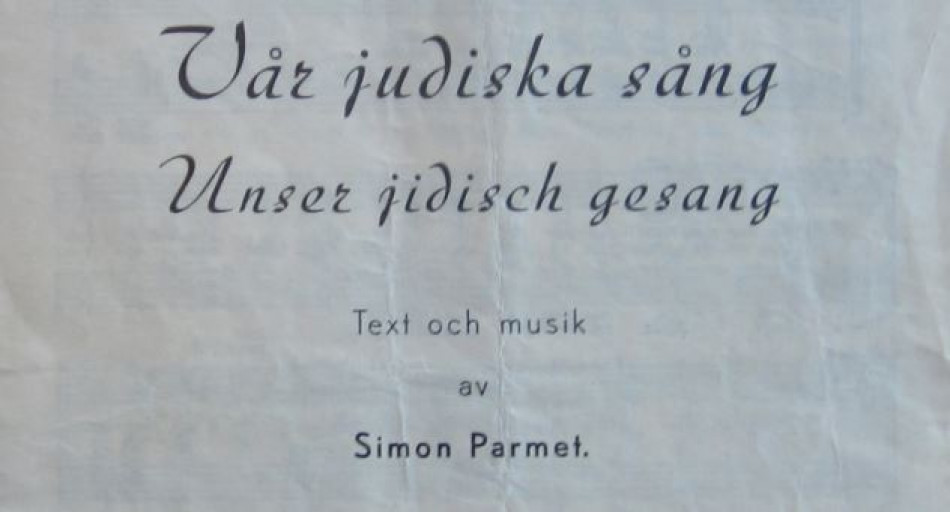 Vår judiska sång
Unser jidisch gesang
Text och musik
av
Simon Parmet.